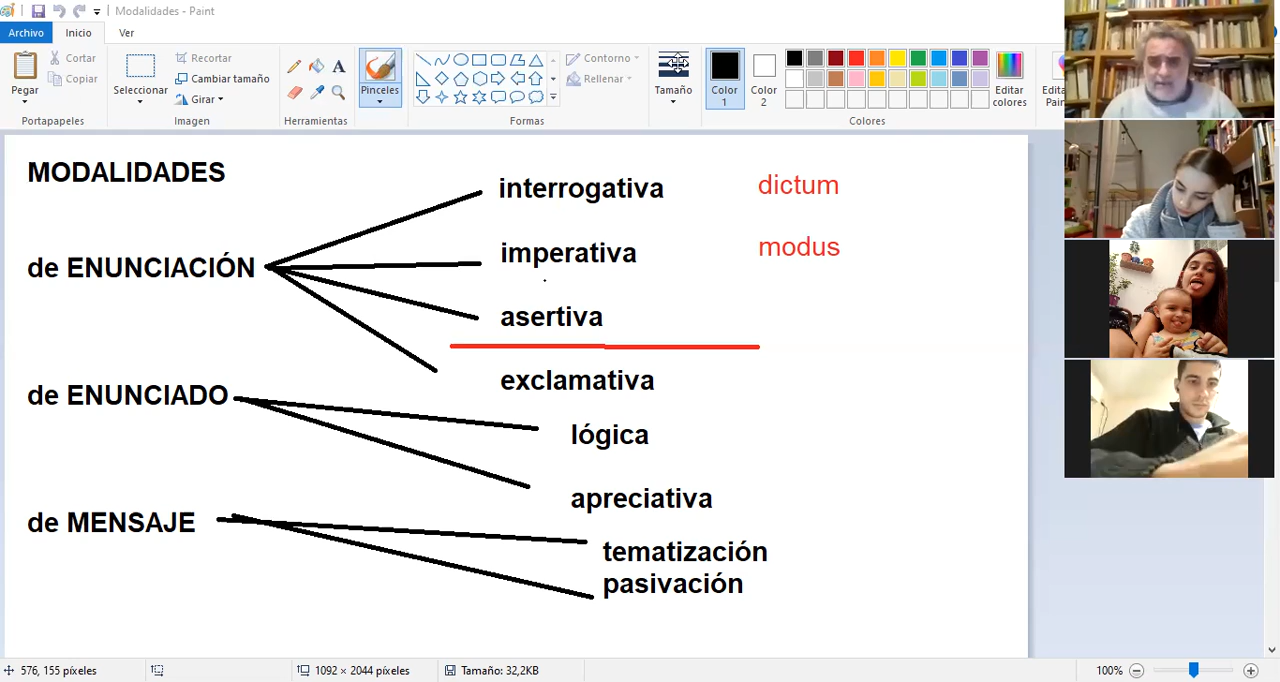 Modalidades - Paint
Archivo
Inicio
Ver
Pegar
Cortar
Copiar
Portapapeles
Seleccionar
Recortar
Cambiar tamaño
Girar
Imagen
A
Herramientas
Pinceles
Contorno
Rellenar
Formas
Tamaño
Color
1
Color
2
Editar
colores
Colores
MODALIDADES
interrogativa
dictum
imperativa
modus
de ENUNCIACIÓN
asertiva
exclamativa
de ENUNCIADO
lógica
apreciativa
de MENSAJE
tematización
pasivación
576, 155 píxeles
1092 × 2044 píxeles
Tamaño: 32,2KB
100%